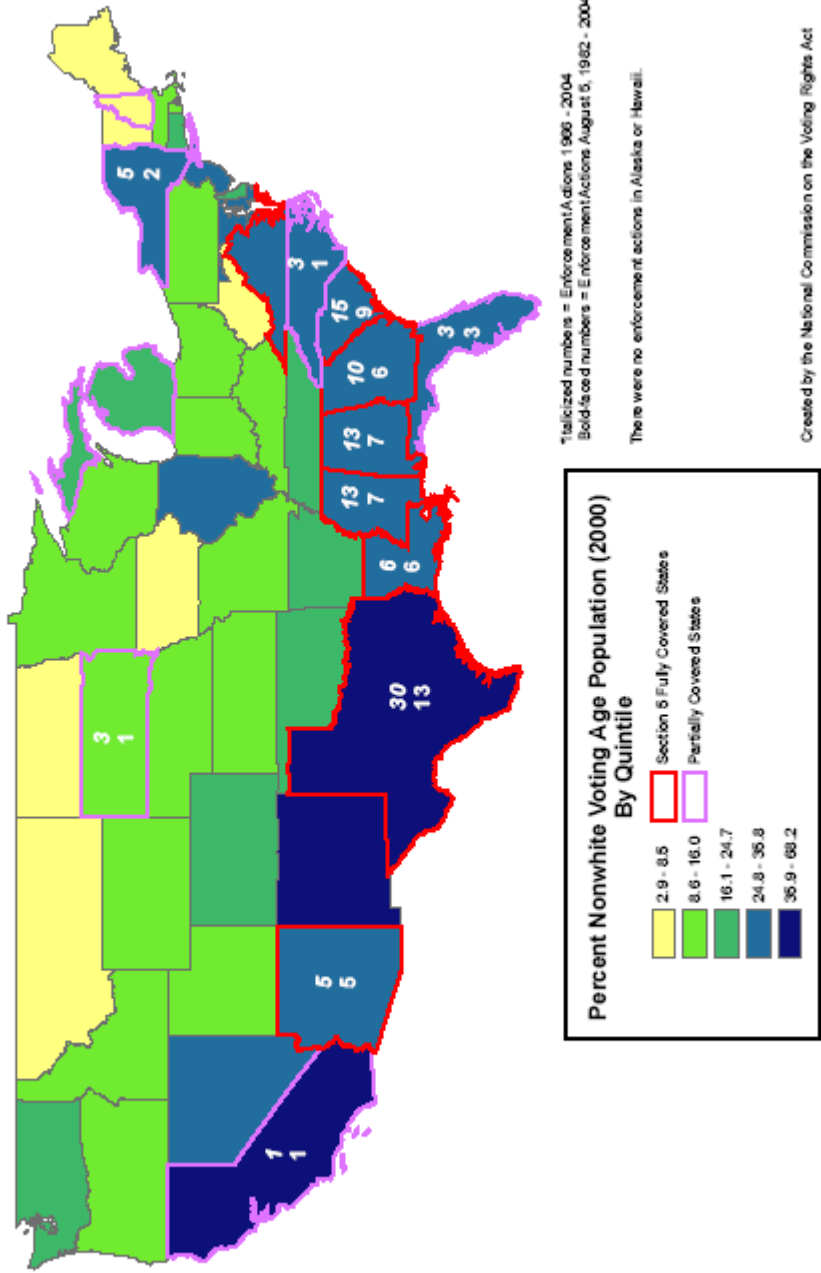 5
2
3
1
3
1
15
9
10
6
13
7
13
7
6
6
3
3
30
13
5
5
1
1
*Italicized numbers = Enforcement Actions 1966 - 2004
Bold-faced numbers = Enforcement Actions August 5, 1982 - 2004
There were no enforcement actions in Alaska or Hawaii.
Percent Nonwhite Voting Age Population (2000)
By Quintile
2.9 - 8.5
8.6 - 16.0
16.1 - 24.7
24.8 - 35.8
35.9 - 68.2
Section 5 Fully Covered States
Partially Covered States
Created by the National Commission on the Voting Rights Act